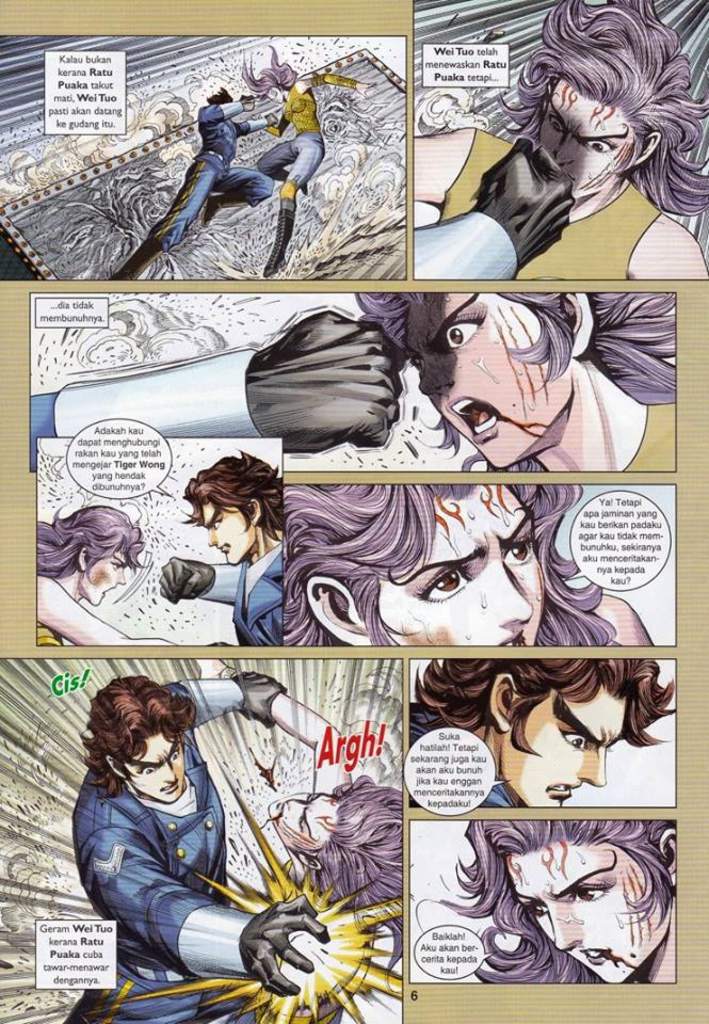 Kalau bukan
kerana Ratu
Puaka takut
mati, Wei Tuo
pasti akan datang
ke gudang itu.
Wei Tuo telah
menewaskan Ratu
Puaka tetapi...
...dia tidak
membunuhnya.
Adakah kau
dapat menghubungi
rakan kau yang telah
mengejar Tiger Wong
yang hendak
dibunuhnya?
Ya! Tetapi
apa jaminan yang
kau berikan padaku
agar kau tidak mem-
bunuhku, sekiranya
aku menceritakan-
nya kepada
kau?
Cis!
Argh!
Geram Wei Tuo
kerana Ratu
Puaka cuba
tawar-menawar
dengannya.
Suka
hatilah! Tetapi
sekarang juga kau
akan aku bunuh
jika kau enggan
menceritakannya
kepadaku!
Baiklah!
Aku akan ber-
cerita kepada
kau!
6